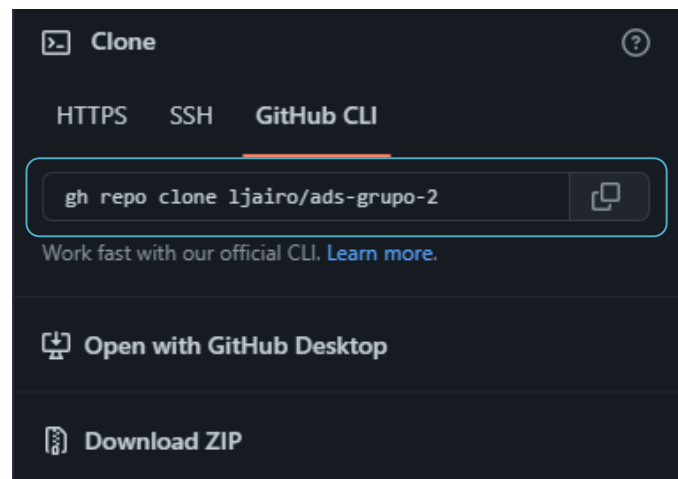 Clone
HTTPS SSH GitHub CLI
gh repo clone ljairo/ads-grupo-2
Work fast with our official CLI. Learn more.
Open with GitHub Desktop
Download ZIP